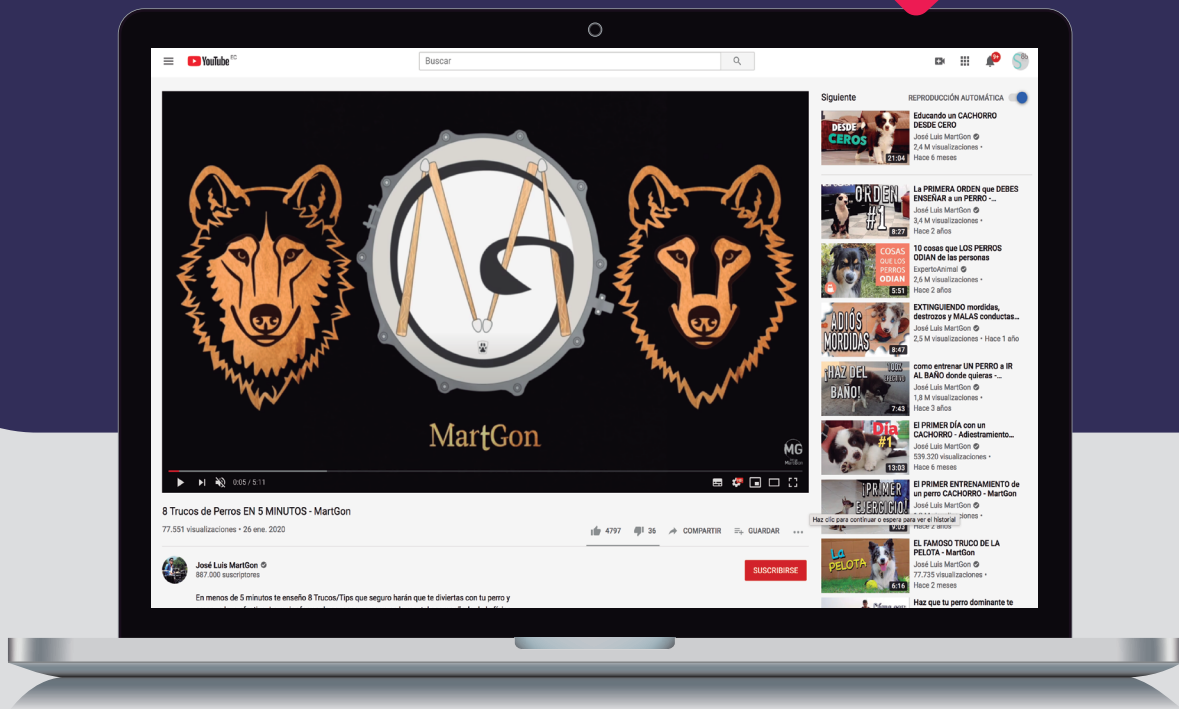 YouTube EC
Buscar
9+
MartGon
MG
MartGon
0:05 / 5:11
8 Trucos de Perros EN 5 MINUTOS - MartGon
77.551 visualizaciones • 26 ene. 2020
4797
36
COMPARTIR
GUARDAR
José Luis MartGon
887.000 suscriptores
SUSCRIBIRSE
En menos de 5 minutos te enseño 8 Trucos/Tips que seguro harán que te diviertas con tu perro y
Siguiente
REPRODUCCIÓN AUTOMÁTICA
DESDE
CEROS
21:04
Educando un CACHORRO
DESDE CERO
José Luis MartGon
2,4 M visualizaciones •
Hace 6 meses
ORDEN
#1
8:27
La PRIMERA ORDEN que DEBES
ENSEÑAR a un PERRO -...
José Luis MartGon
3,4 M visualizaciones •
Hace 2 años
COSAS
QUE LOS
PERROS
ODIAN
5:51
10 cosas que LOS PERROS
ODIAN de las personas
ExpertoAnimal
2,6 M visualizaciones •
Hace 2 años
ADIÓS
MORDIDAS
8:47
EXTINGUIENDO mordidas,
destrozos y MALAS conductas...
José Luis MartGon
2,5 M visualizaciones • Hace 1 año
¡HAZ DEL
BAÑO!
7:43
como entrenar UN PERRO a IR
AL BAÑO donde quieras -...
José Luis MartGon
1,8 M visualizaciones •
Hace 3 años
Día
#1
13:03
El PRIMER DÍA con un
CACHORRO - Adiestramiento...
José Luis MartGon
539.320 visualizaciones •
Hace 6 meses
¡PRIMER
EJERCICIO!
9:03
El PRIMER ENTRENAMIENTO de
un perro CACHORRO - MartGon
José Luis MartGon
Haz clic para continuar o espera para ver el historial
Hace 2 años
La
PELOTA
6:16
EL FAMOSO TRUCO DE LA
PELOTA - MartGon
José Luis MartGon
77.735 visualizaciones •
Hace 2 meses
Haz que tu perro dominante te